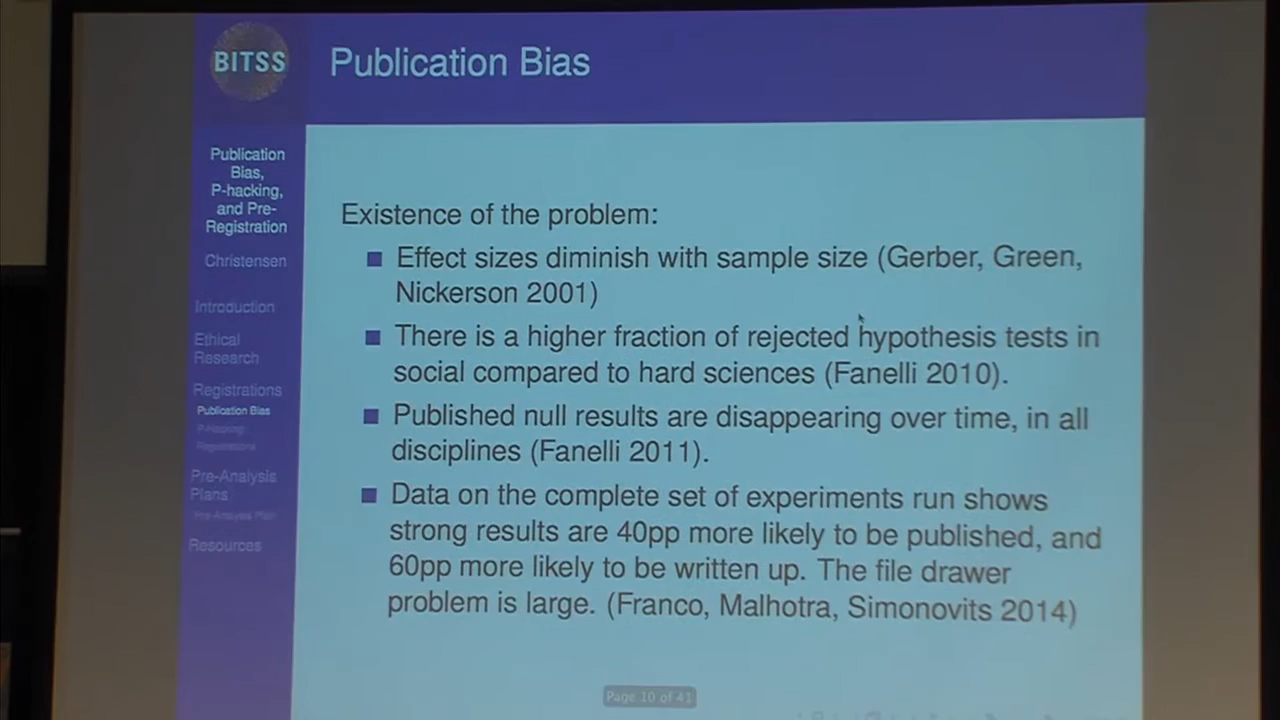 BITSS
Publication Bias
Publication
Bias,
P-hacking,
and Pre-
Registration
Christensen
Introduction
Ethical
Research
Registrations
Publication Bias
P-Hacking
Registrations
Pre-Analysis
Plans
Pre-Analysis Plan
Resources
Existence of the problem:
Effect sizes diminish with sample size (Gerber, Green,
Nickerson 2001)
There is a higher fraction of rejected hypothesis tests in
social compared to hard sciences (Fanelli 2010).
Published null results are disappearing over time, in all
disciplines (Fanelli 2011).
Data on the complete set of experiments run shows
strong results are 40pp more likely to be published, and
60pp more likely to be written up. The file drawer
problem is large. (Franco, Malhotra, Simonovits 2014)
Page 10 of 41